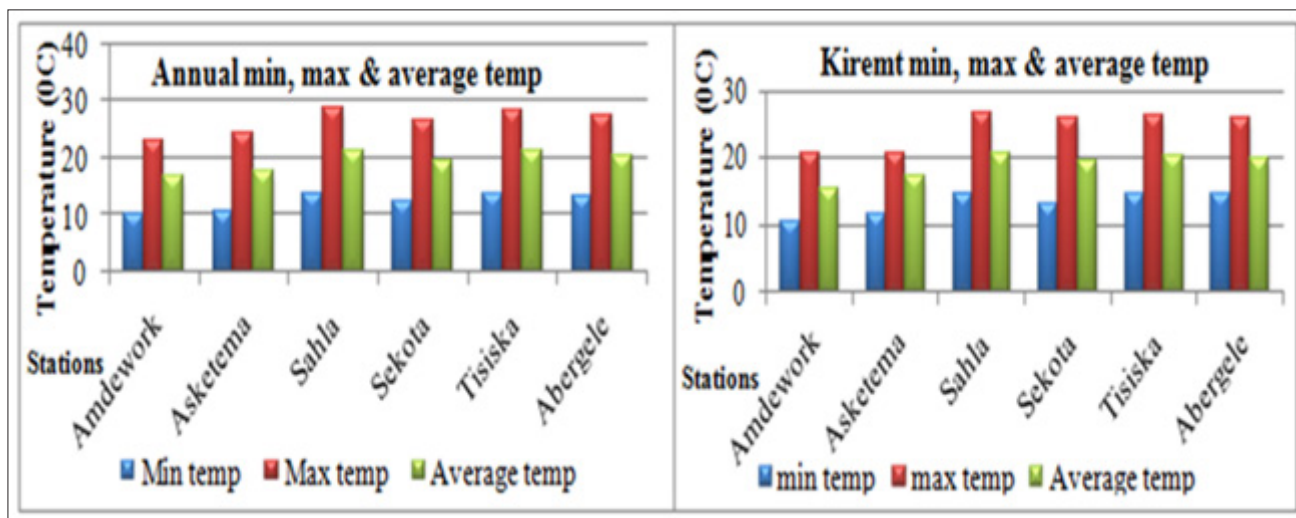 Annual min, max & average temp
Temperature (0C)
40
30
20
10
0
Stations
Amdework
Asketema
Sahla
Sekota
Tisiska
Abergele
Min temp Max temp Average temp
Kiremt min, max & average temp
Temperature (0C)
30
20
10
0
Stations
Amdework
Asketema
Sahla
Sekota
Tisiska
Abergele
min temp max temp Average temp